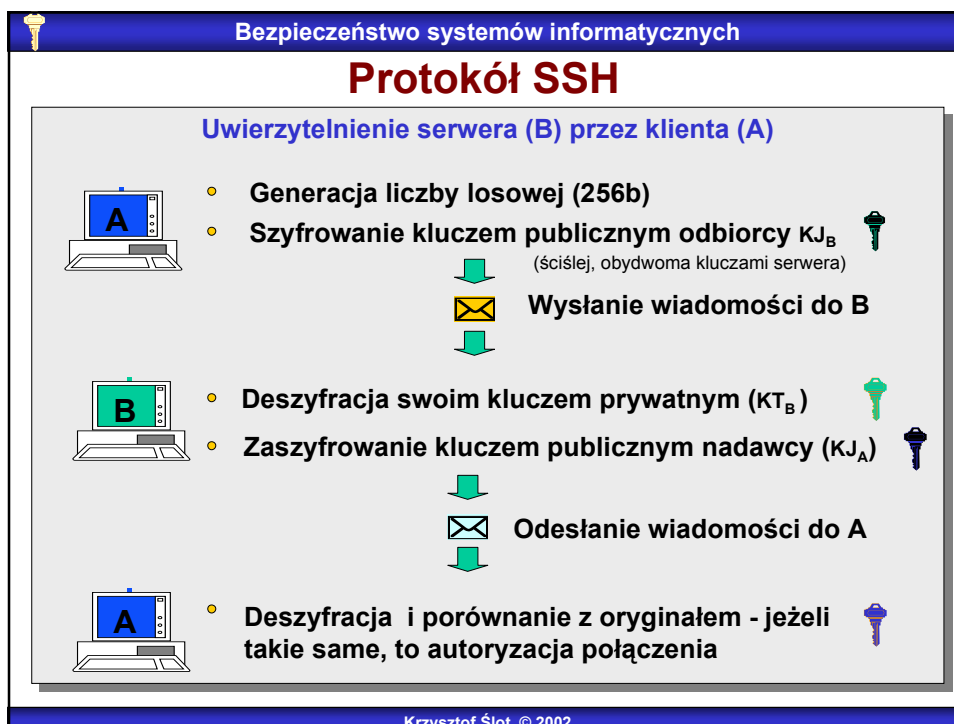 Bezpieczeństwo systemów informatycznych
Protokół SSH
Uwierzytelnienie serwera (B) przez klienta (A)
A
Generacja liczby losowej (256b)
Szyfrowanie kluczem publicznym odbiorcy KJB
(ściślej, obydwoma kluczami serwera)
Wysłanie wiadomości do B
B
Deszyfracja swoim kluczem prywatnym (KTB)
Zaszyfrowanie kluczem publicznym nadawcy (KJA)
Odesłanie wiadomości do A
A
Deszyfracja i porównanie z oryginałem - jeżeli
takie same, to autoryzacja połączenia
Krzysztof Ślot, © 2002